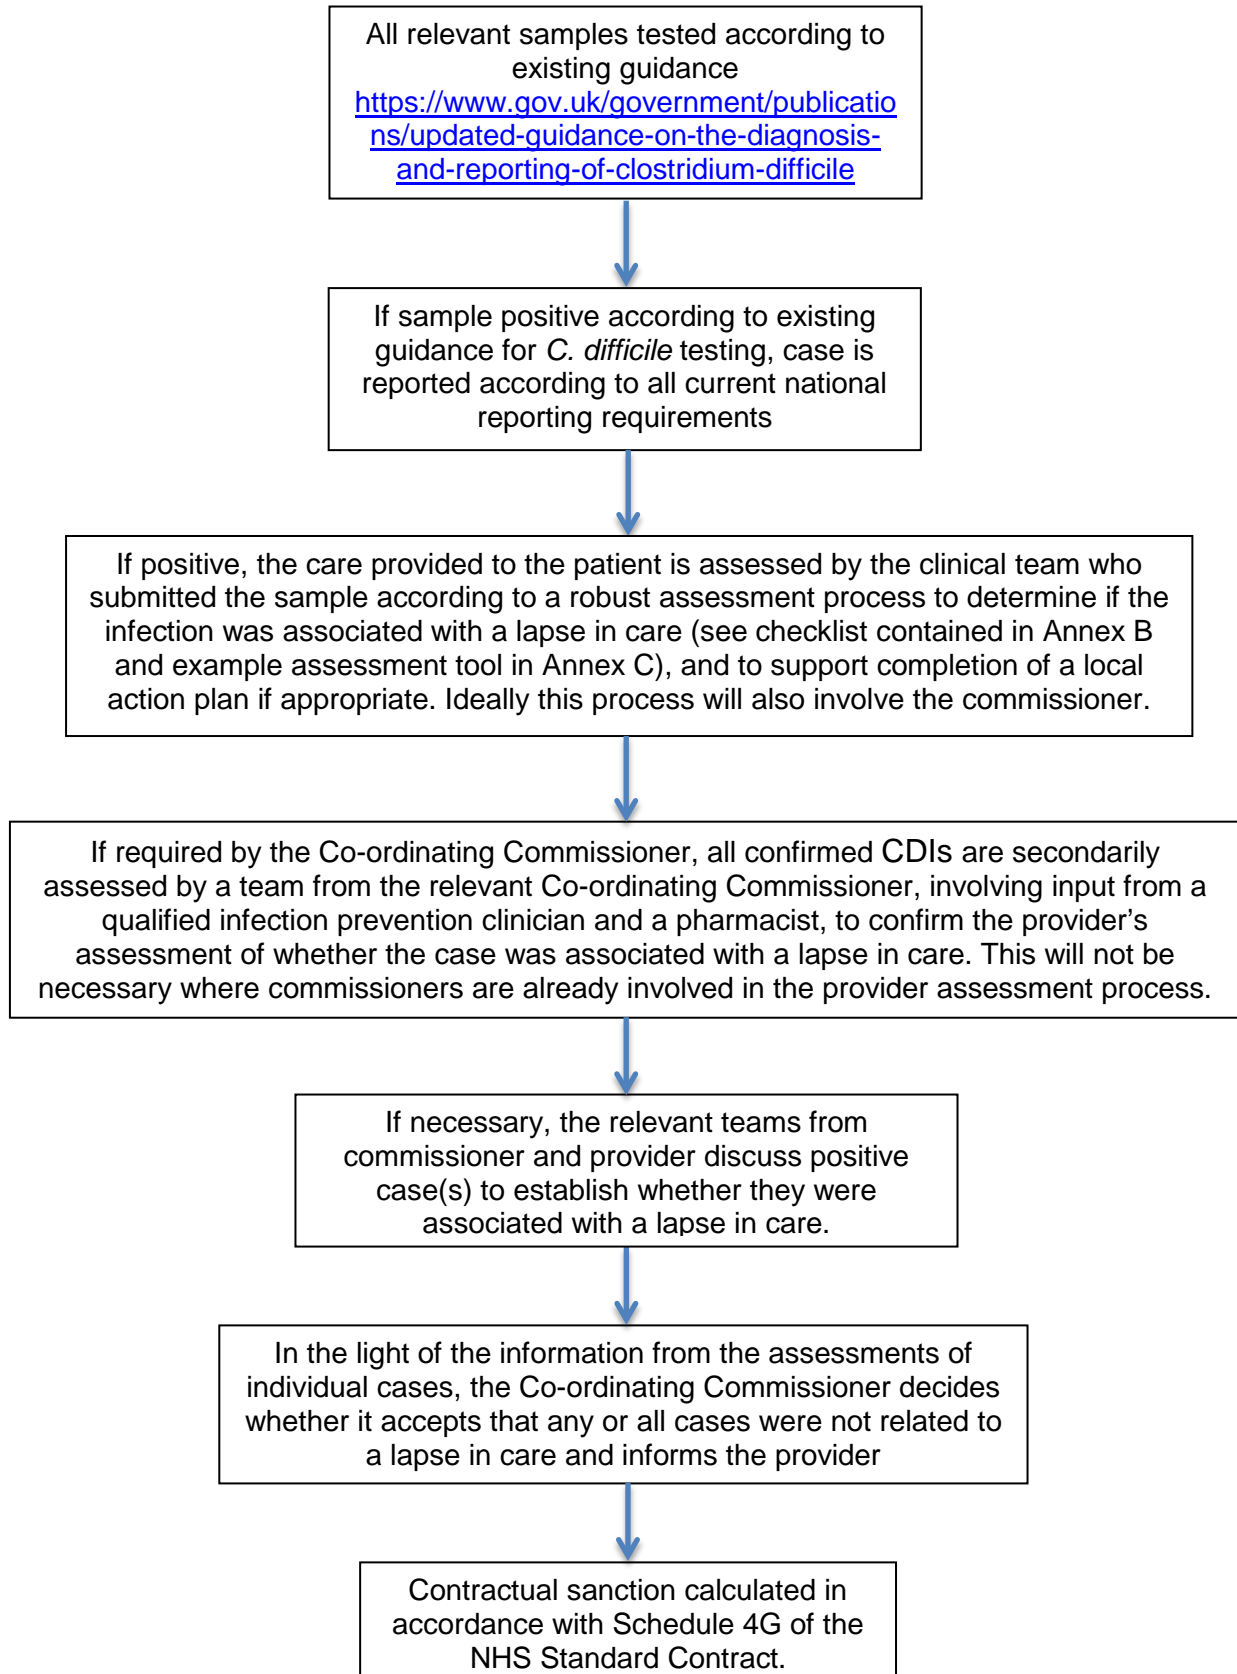 All relevant samples tested according to
existing guidance
https://www.gov.uk/government/publicatio
ns/updated-guidance-on-the-diagnosis-
and-reporting-of-clostridium-difficile
If sample positive according to existing
guidance for C. difficile testing, case is
reported according to all current national
reporting requirements
If positive, the care provided to the patient is assessed by the clinical team who
submitted the sample according to a robust assessment process to determine if the
infection was associated with a lapse in care (see checklist contained in Annex B
and example assessment tool in Annex C), and to support completion of a local
action plan if appropriate. Ideally this process will also involve the commissioner.
If required by the Co-ordinating Commissioner, all confirmed CDIs are secondarily
assessed by a team from the relevant Co-ordinating Commissioner, involving input from a
qualified infection prevention clinician and a pharmacist, to confirm the provider’s
assessment of whether the case was associated with a lapse in care. This will not be
necessary where commissioners are already involved in the provider assessment process.
If necessary, the relevant teams from
commissioner and provider discuss positive
case(s) to establish whether they were
associated with a lapse in care.
In the light of the information from the assessments of
individual cases, the Co-ordinating Commissioner decides
whether it accepts that any or all cases were not related to
a lapse in care and informs the provider
Contractual sanction calculated in
accordance with Schedule 4G of the
NHS Standard Contract.